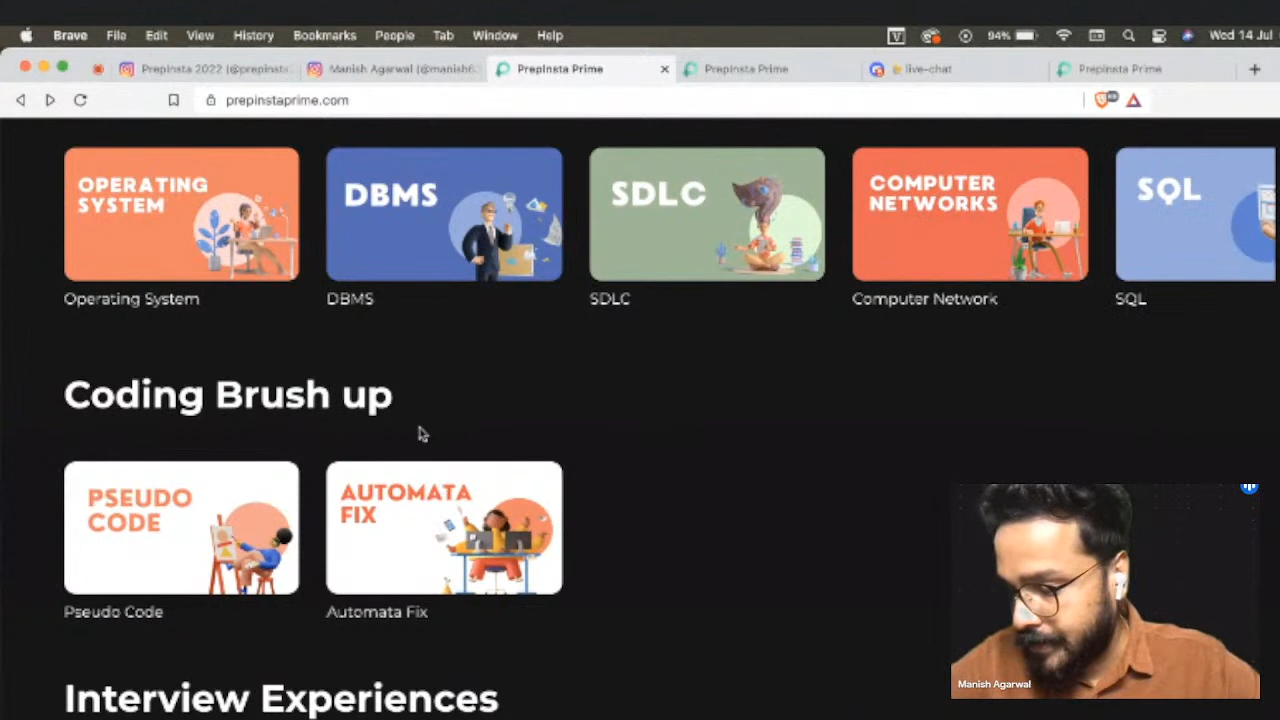 Brave File Edit View History Bookmarks People Tab Window Help 94% Wed 14 Jul
PrepInsta 2022 (@prepinsta Manish Agarwal (@manish6 PrepInsta Prime PrepInsta Prime live-chat PrepInsta Prime
prepinstaprime.com
OPERATING
SYSTEM
DBMS
SDLC
COMPUTER
NETWORKS
SQL
Operating System
DBMS
SDLC
Computer Network
SQL
Coding Brush up
PSEUDO
CODE
AUTOMATA
FIX
Pseudo Code
Automata Fix
Manish Agarwal
Interview Experiences